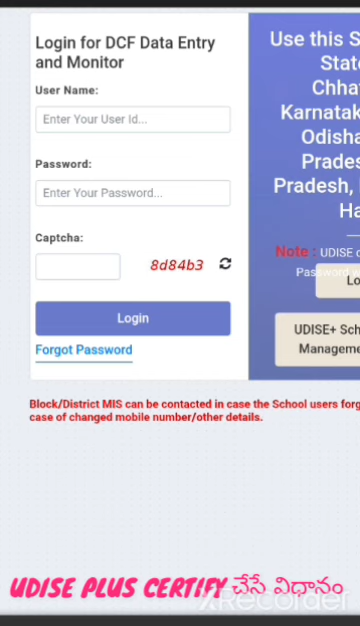 Login for DCF Data Entry
and Monitor
User Name:
Enter Your User Id...
Password:
Enter Your Password...
Captcha:
8d84b3
Login
Forgot Password
Use this S
State
Chha
Karnatak
Odisha
Prades
Pradesh,
Ha
Note : UDISE
Password w
Lo
UDISE+ Sch
Manageme
Block/District MIS can be contacted in case the School users forg
case of changed mobile number/other details.
UDISE PLUS CERTIFY చేసే విధానం
XRecorder